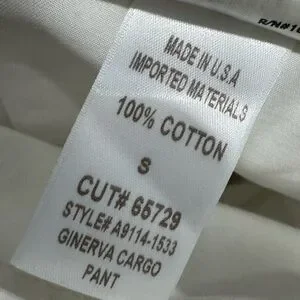 MADE IN U.S.A
IMPORTED MATERIALS
100% COTTON
S
CUT# 65729
STYLE# A9114-1533
GINERVA CARGO
PANT